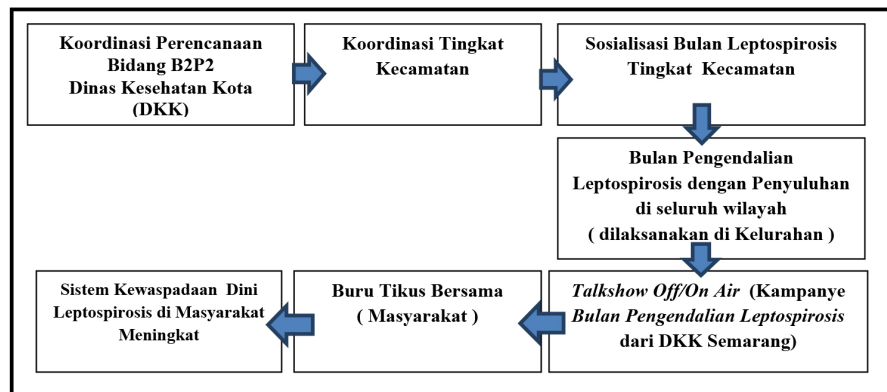 Koordinasi Perencanaan
Bidang B2P2
Dinas Kesehatan Kota
(DKK)
Koordinasi Tingkat
Kecamatan
Sosialisasi Bulan Leptospirosis
Tingkat Kecamatan
Bulan Pengendalian
Leptospirosis dengan Penyuluhan
di seluruh wilayah
( dilaksanakan di Kelurahan )
Talkshow Off/On Air (Kampanye
Bulan Pengendalian Leptospirosis
dari DKK Semarang)
Buru Tikus Bersama
( Masyarakat )
Sistem Kewaspadaan Dini
Leptospirosis di Masyarakat
Meningkat